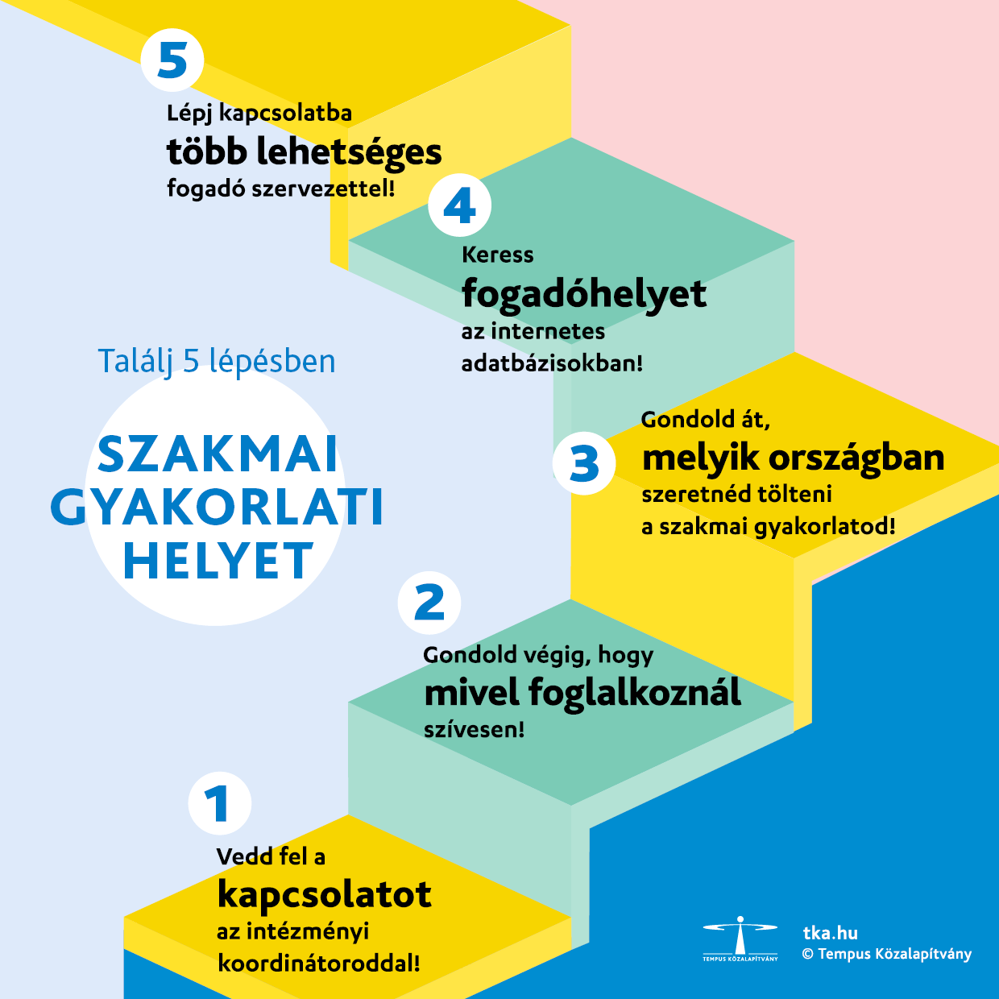 5
Lépj kapcsolatba
több lehetséges
fogadó szervezettel!
4
Keress
fogadóhelyet
az internetes
adatbázisokban!
Találj 5 lépésben
SZAKMAI
GYAKORLATI
HELYET
3
Gondold át,
melyik országban
szeretnéd tölteni
a szakmai gyakorlatod!
2
Gondold végig, hogy
mivel foglalkoznál
szívesen!
1
Vedd fel a
kapcsolatot
az intézményi
koordinátoroddal!
TEMPUS KÖZALAPÍTVÁNY
tka.hu
© Tempus Közalapítvány